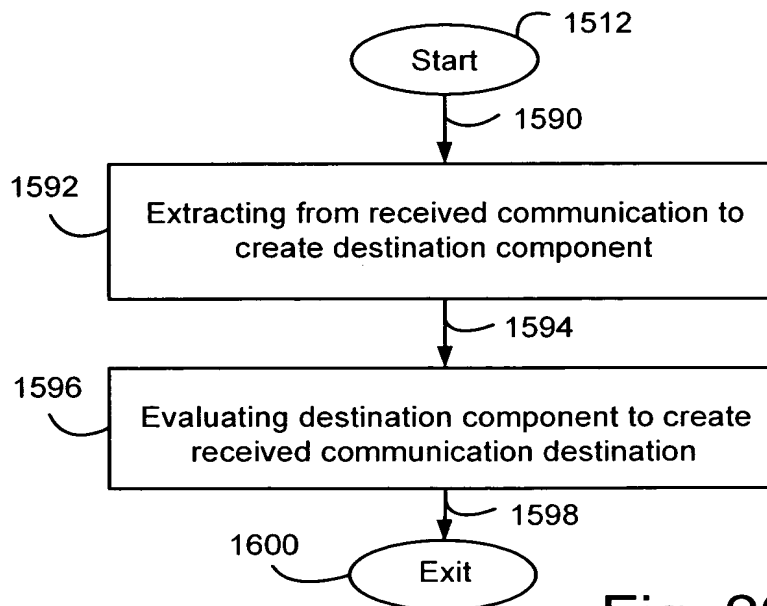 1512
Start
1590
1592
Extracting from received communication to
create destination component
1594
1596
Evaluating destination component to create
received communication destination
1598
1600
Exit